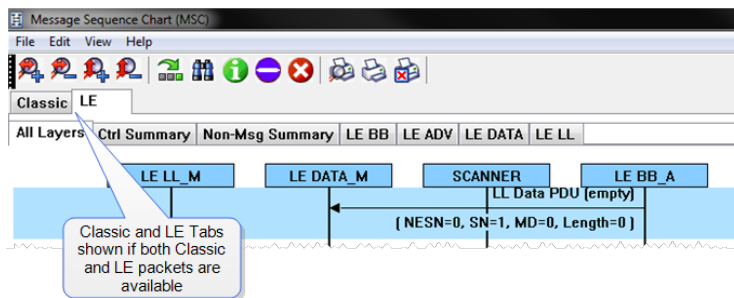 Message Sequence Chart (MSC)
File Edit View Help
Classic LE
All Layers Ctrl Summary Non-Msg Summary LE BB LE ADV LE DATA LE LL
LE LL_M LE DATA_M SCANNER LE BB_A
LL Data PDU (empty)
( NESN=0, SN=1, MD=0, Length=0 )
Classic and LE Tabs
shown if both Classic
and LE packets are
available